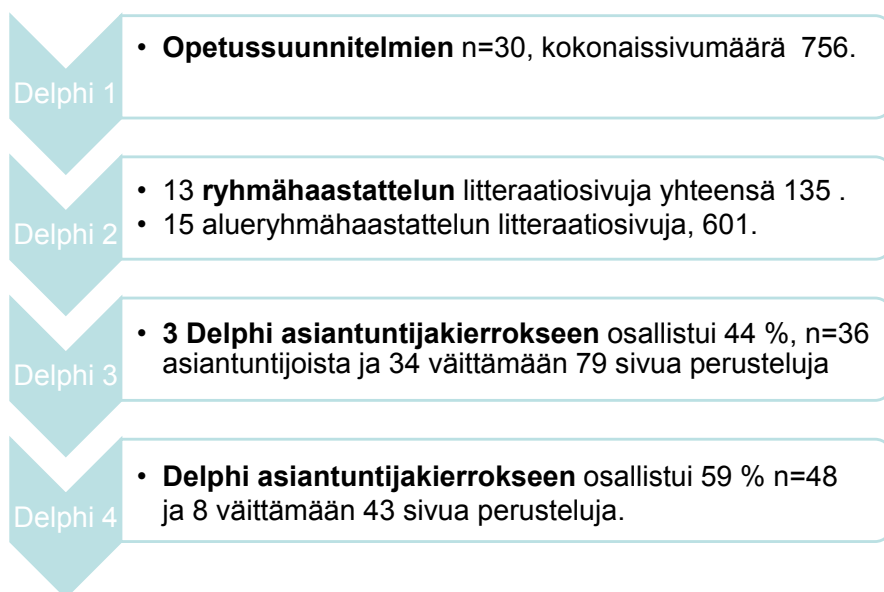 Delphi 1
• Opetussuunnitelmien n=30, kokonaissivumäärä 756.
Delphi 2
• 13 ryhmähaastattelun litteraatiosivuja yhteensä 135 .
• 15 alueryhmähaastattelun litteraatiosivuja, 601.
Delphi 3
• 3 Delphi asiantuntijakierrokseen osallistui 44 %, n=36
asiantuntijoista ja 34 väittämään 79 sivua perusteluja
Delphi 4
• Delphi asiantuntijakierrokseen osallistui 59 % n=48
ja 8 väittämään 43 sivua perusteluja.